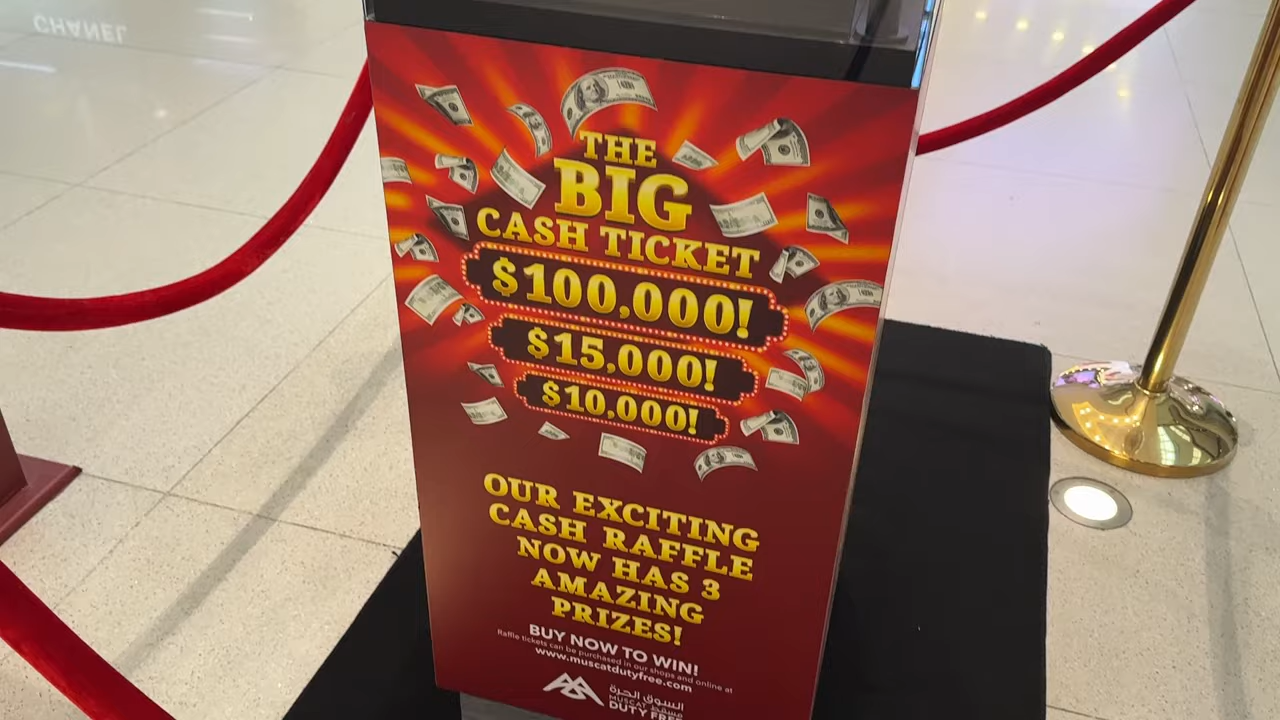 CHANEL
THE
BIG
CASH TICKET
$100,000!
$15,000!
$10,000!
OUR EXCITING
CASH RAFFLE
NOW HAS 3
AMAZING
PRIZES!
BUY NOW TO WIN!
Raffle tickets can be purchased in our shops and online at
www.muscatdutyfree.com
السوق الحرة
مسقط MUSCAT
DUTY FREE